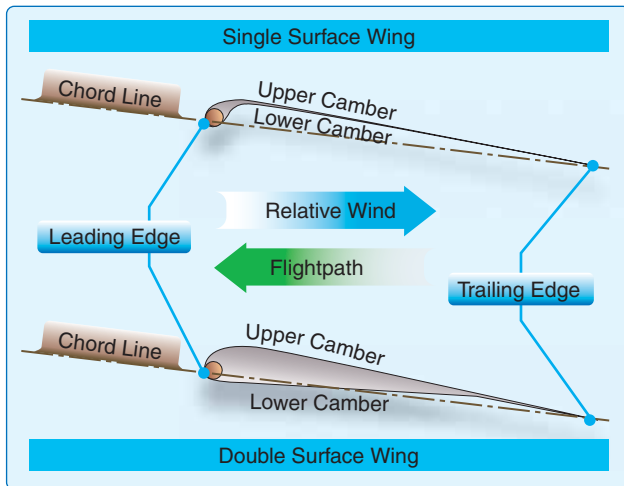 Single Surface Wing
Chord Line
Upper Camber
Lower Camber
Relative Wind
Leading Edge
Flightpath
Trailing Edge
Chord Line
Upper Camber
Lower Camber
Double Surface Wing